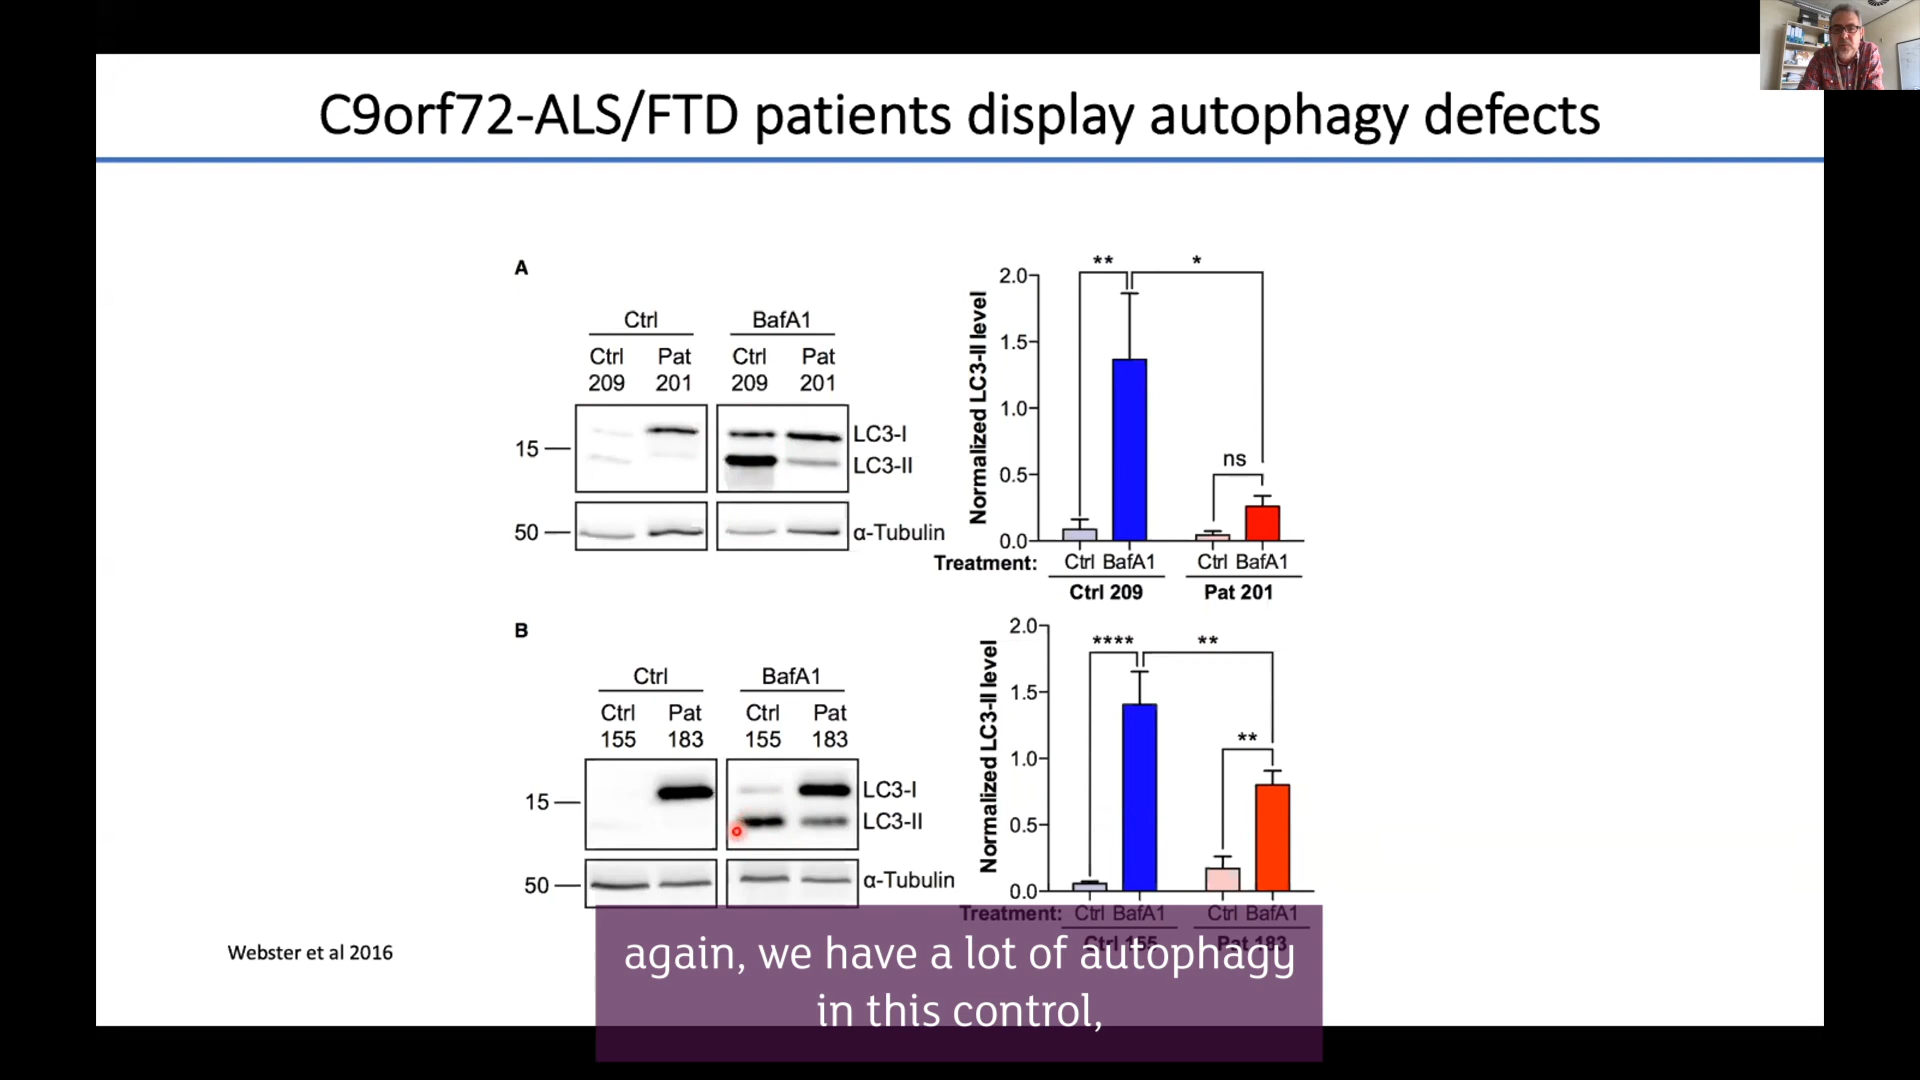 C9orf72-ALS/FTD patients display autophagy defects
A
Ctrl BafA1
Ctrl Pat Ctrl Pat
209 201 209 201
LC3-I
15
LC3-II
50
α-Tubulin
Normalized LC3-II level
2.0
1.5
1.0
0.5
0.0
** *
ns
Treatment: Ctrl BafA1 Ctrl BafA1
Ctrl 209 Pat 201
B
Ctrl BafA1
Ctrl Pat Ctrl Pat
155 183 155 183
LC3-I
15
LC3-II
50
α-Tubulin
Normalized LC3-II level
2.0
1.5
1.0
0.5
0.0
**** **
**
Treatment: Ctrl BafA1 Ctrl BafA1
Ctrl 155 Pat 183
Webster et al 2016
again, we have a lot of autophagy
in this control,